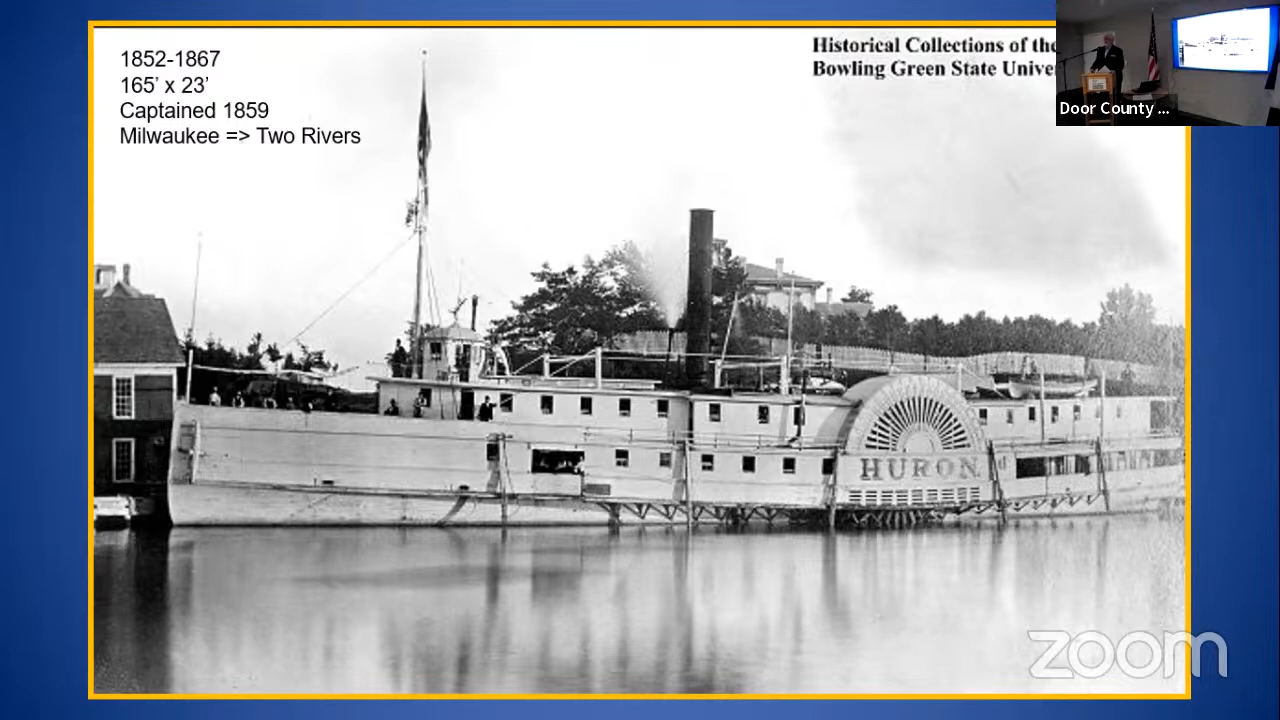 1852-1867
165' x 23'
Captained 1859
Milwaukee => Two Rivers
Historical Collections of the
Bowling Green State Univer
Door County ...
HURON.
zoom